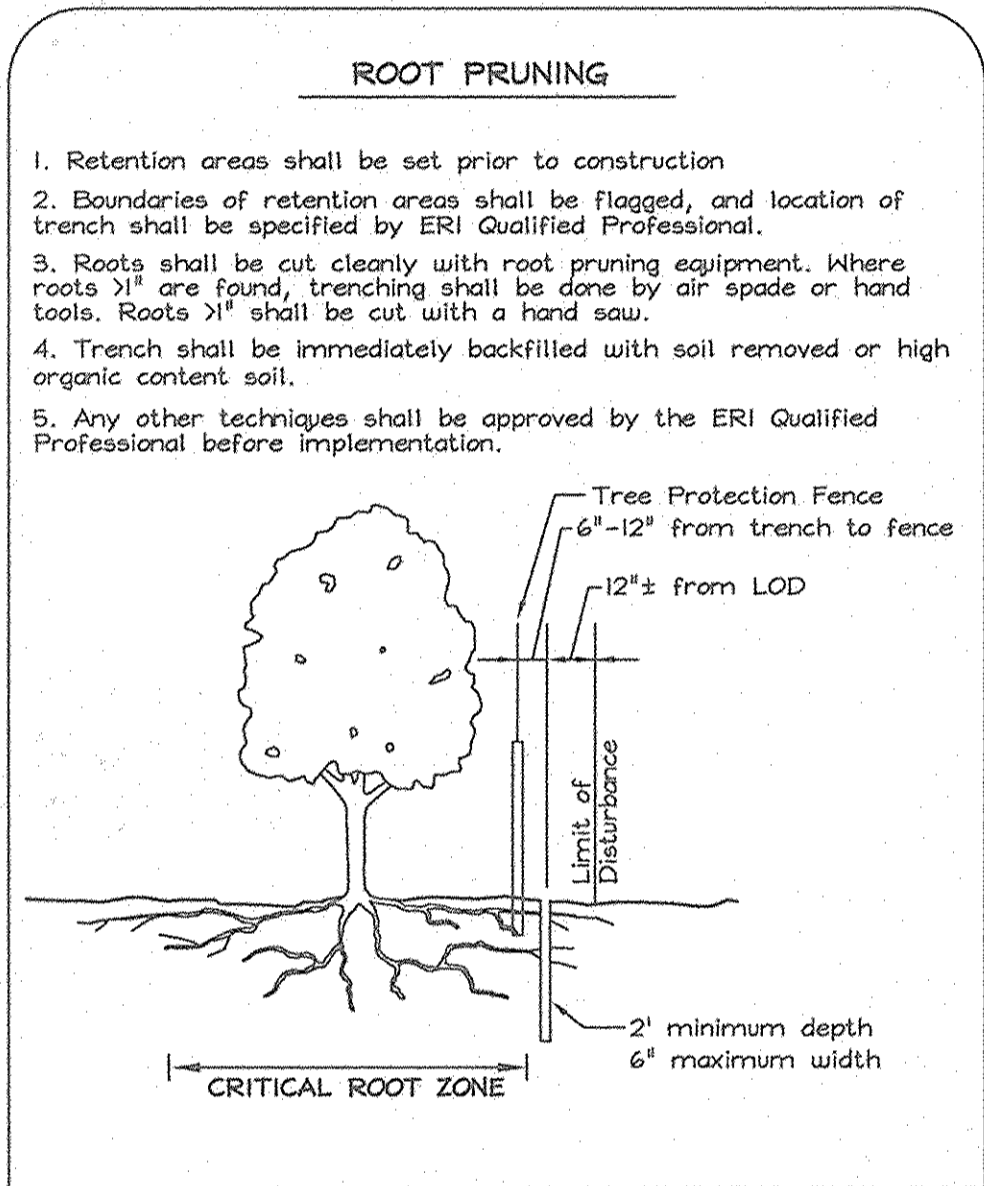 ROOT PRUNING
1. Retention areas shall be set prior to construction
2. Boundaries of retention areas shall be flagged, and location of
trench shall be specified by ERI Qualified Professional.
3. Roots shall be cut cleanly with root pruning equipment. Where
roots >1" are found, trenching shall be done by air spade or hand
tools. Roots >1" shall be cut with a hand saw.
4. Trench shall be immediately backfilled with soil removed or high
organic content soil.
5. Any other techniques shall be approved by the ERI Qualified
Professional before implementation.
Tree Protection Fence
6"-12" from trench to fence
12"± from LOD
Limit of
Disturbance
2' minimum depth
6" maximum width
CRITICAL ROOT ZONE